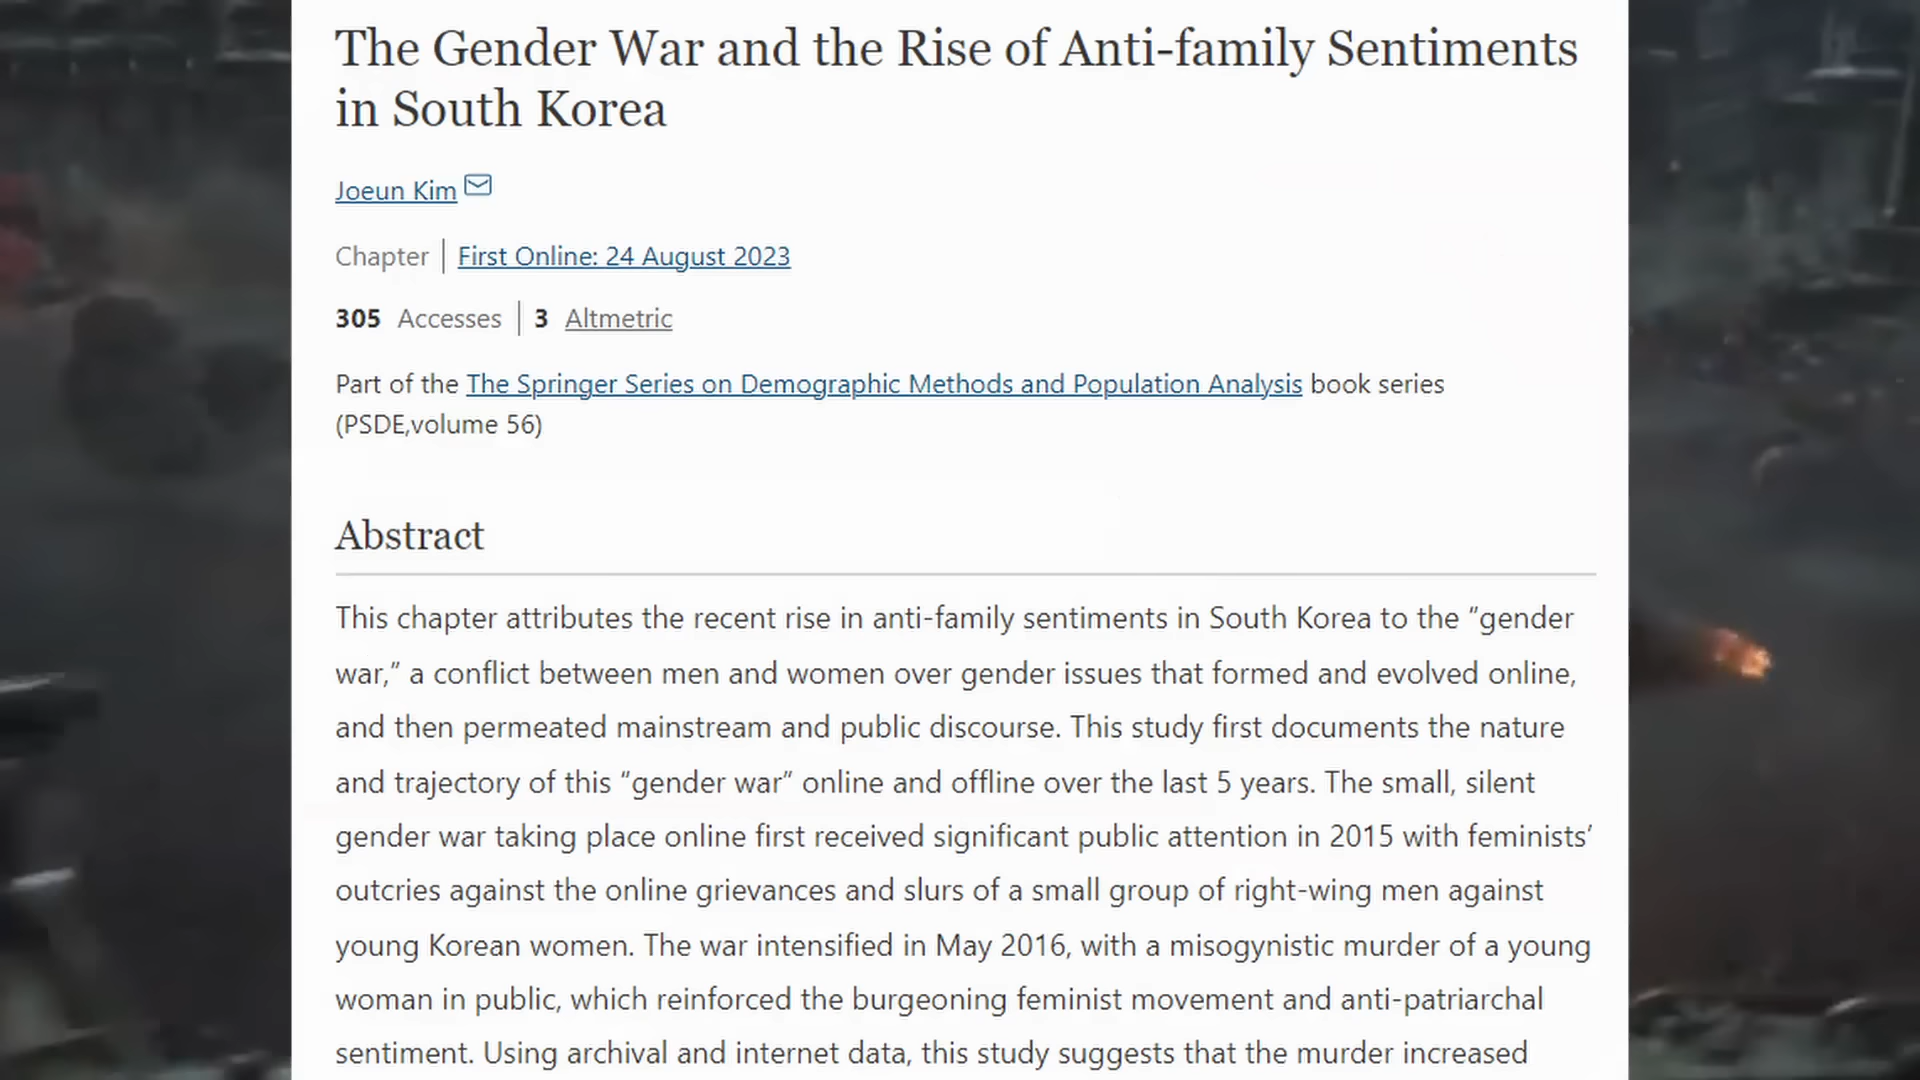 The Gender War and the Rise of Anti-family Sentiments
in South Korea
Joeun Kim
Chapter | First Online: 24 August 2023
305 Accesses | 3 Altmetric
Part of the The Springer Series on Demographic Methods and Population Analysis book series
(PSDE,volume 56)
Abstract
This chapter attributes the recent rise in anti-family sentiments in South Korea to the “gender
war,” a conflict between men and women over gender issues that formed and evolved online,
and then permeated mainstream and public discourse. This study first documents the nature
and trajectory of this “gender war” online and offline over the last 5 years. The small, silent
gender war taking place online first received significant public attention in 2015 with feminists’
outcries against the online grievances and slurs of a small group of right-wing men against
young Korean women. The war intensified in May 2016, with a misogynistic murder of a young
woman in public, which reinforced the burgeoning feminist movement and anti-patriarchal
sentiment. Using archival and internet data, this study suggests that the murder increased